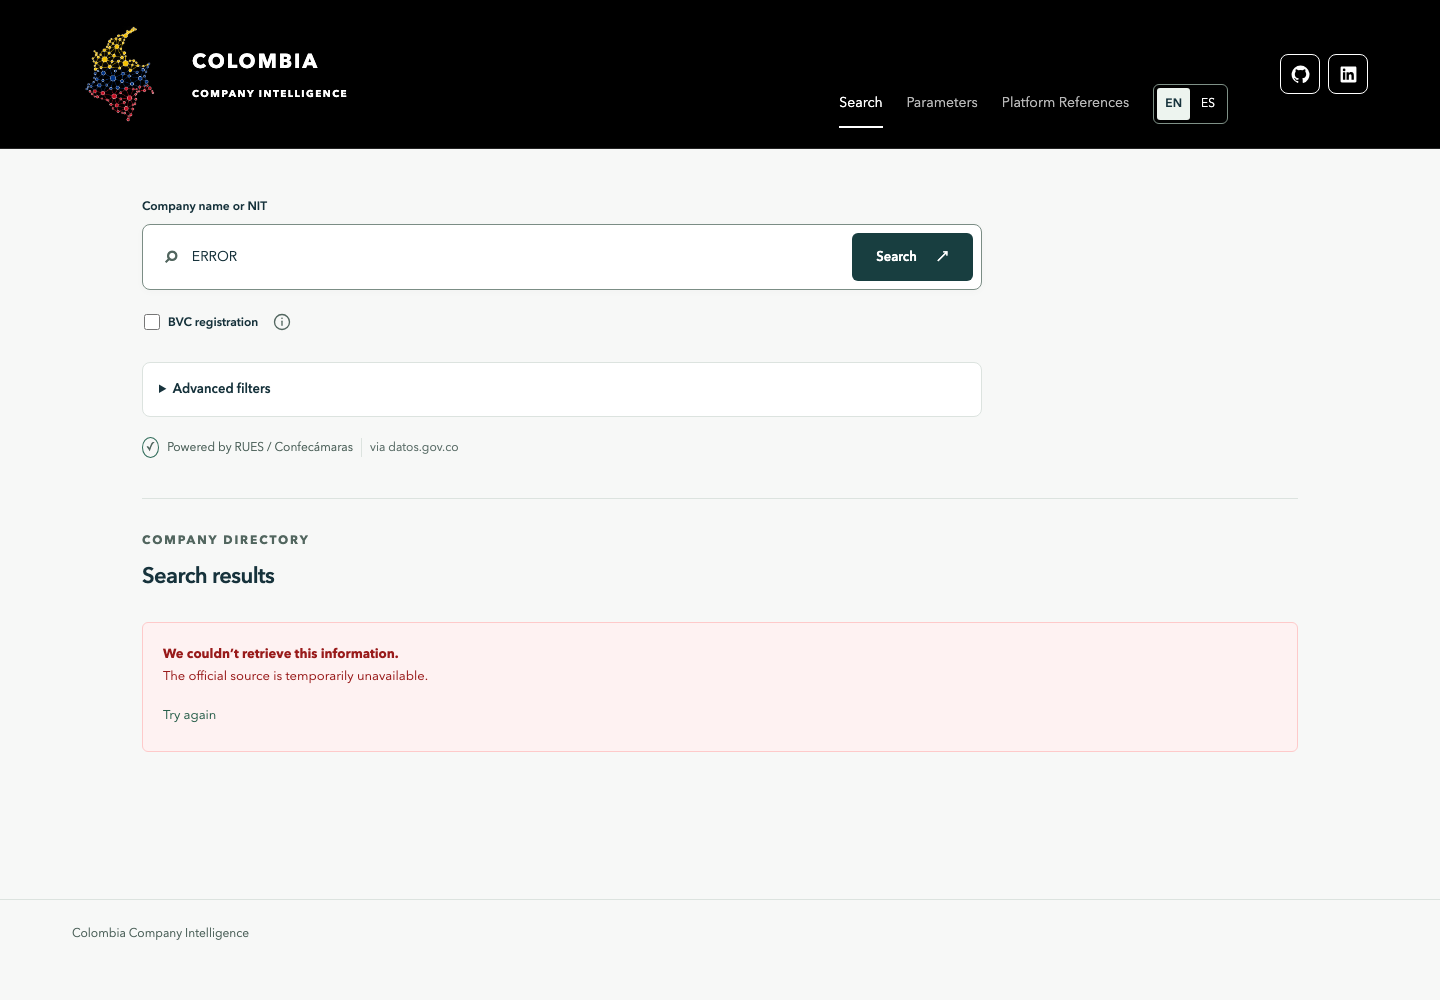 COLOMBIA
COMPANY INTELLIGENCE
Search
Parameters
Platform References
EN
ES
Company name or NIT
ERROR
Search
BVC registration
Advanced filters
Powered by RUES / Confecámaras
via datos.gov.co
COMPANY DIRECTORY
Search results
We couldn’t retrieve this information.
The official source is temporarily unavailable.
Try again
Colombia Company Intelligence